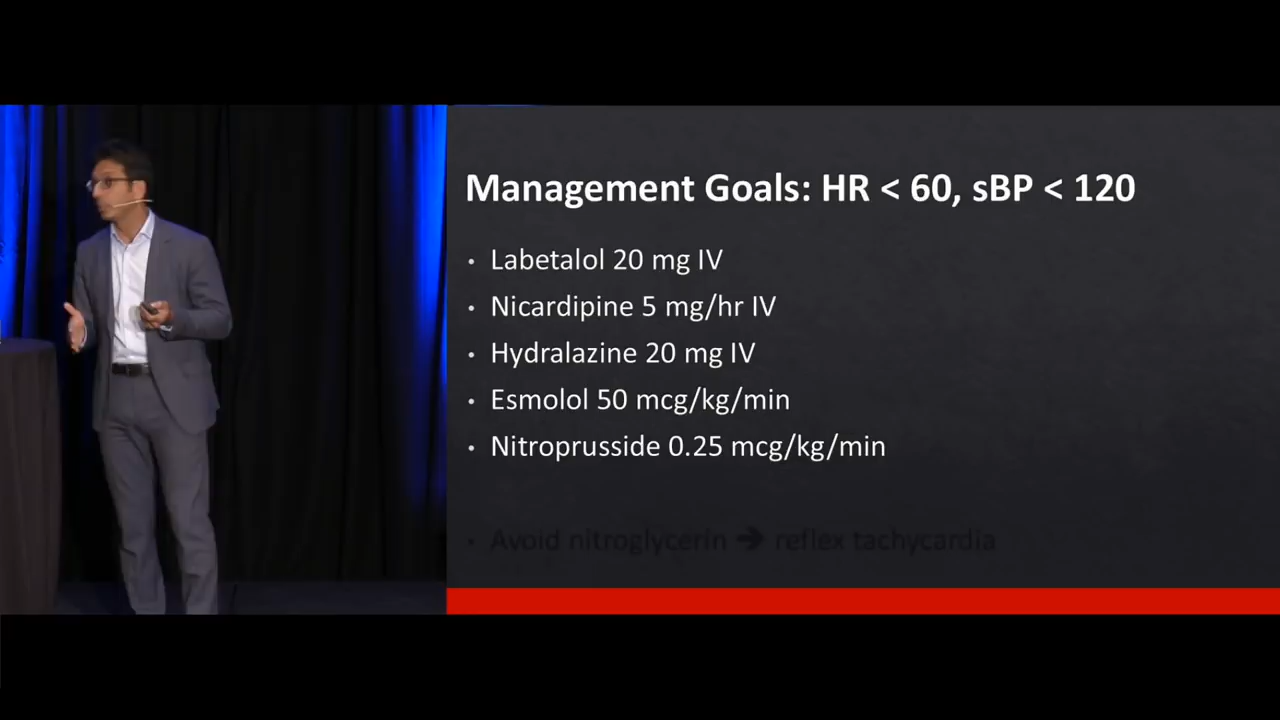 Management Goals: HR < 60, sBP < 120
• Labetalol 20 mg IV
• Nicardipine 5 mg/hr IV
• Hydralazine 20 mg IV
• Esmolol 50 mcg/kg/min
• Nitroprusside 0.25 mcg/kg/min
• Avoid nitroglycerin → reflex tachycardia